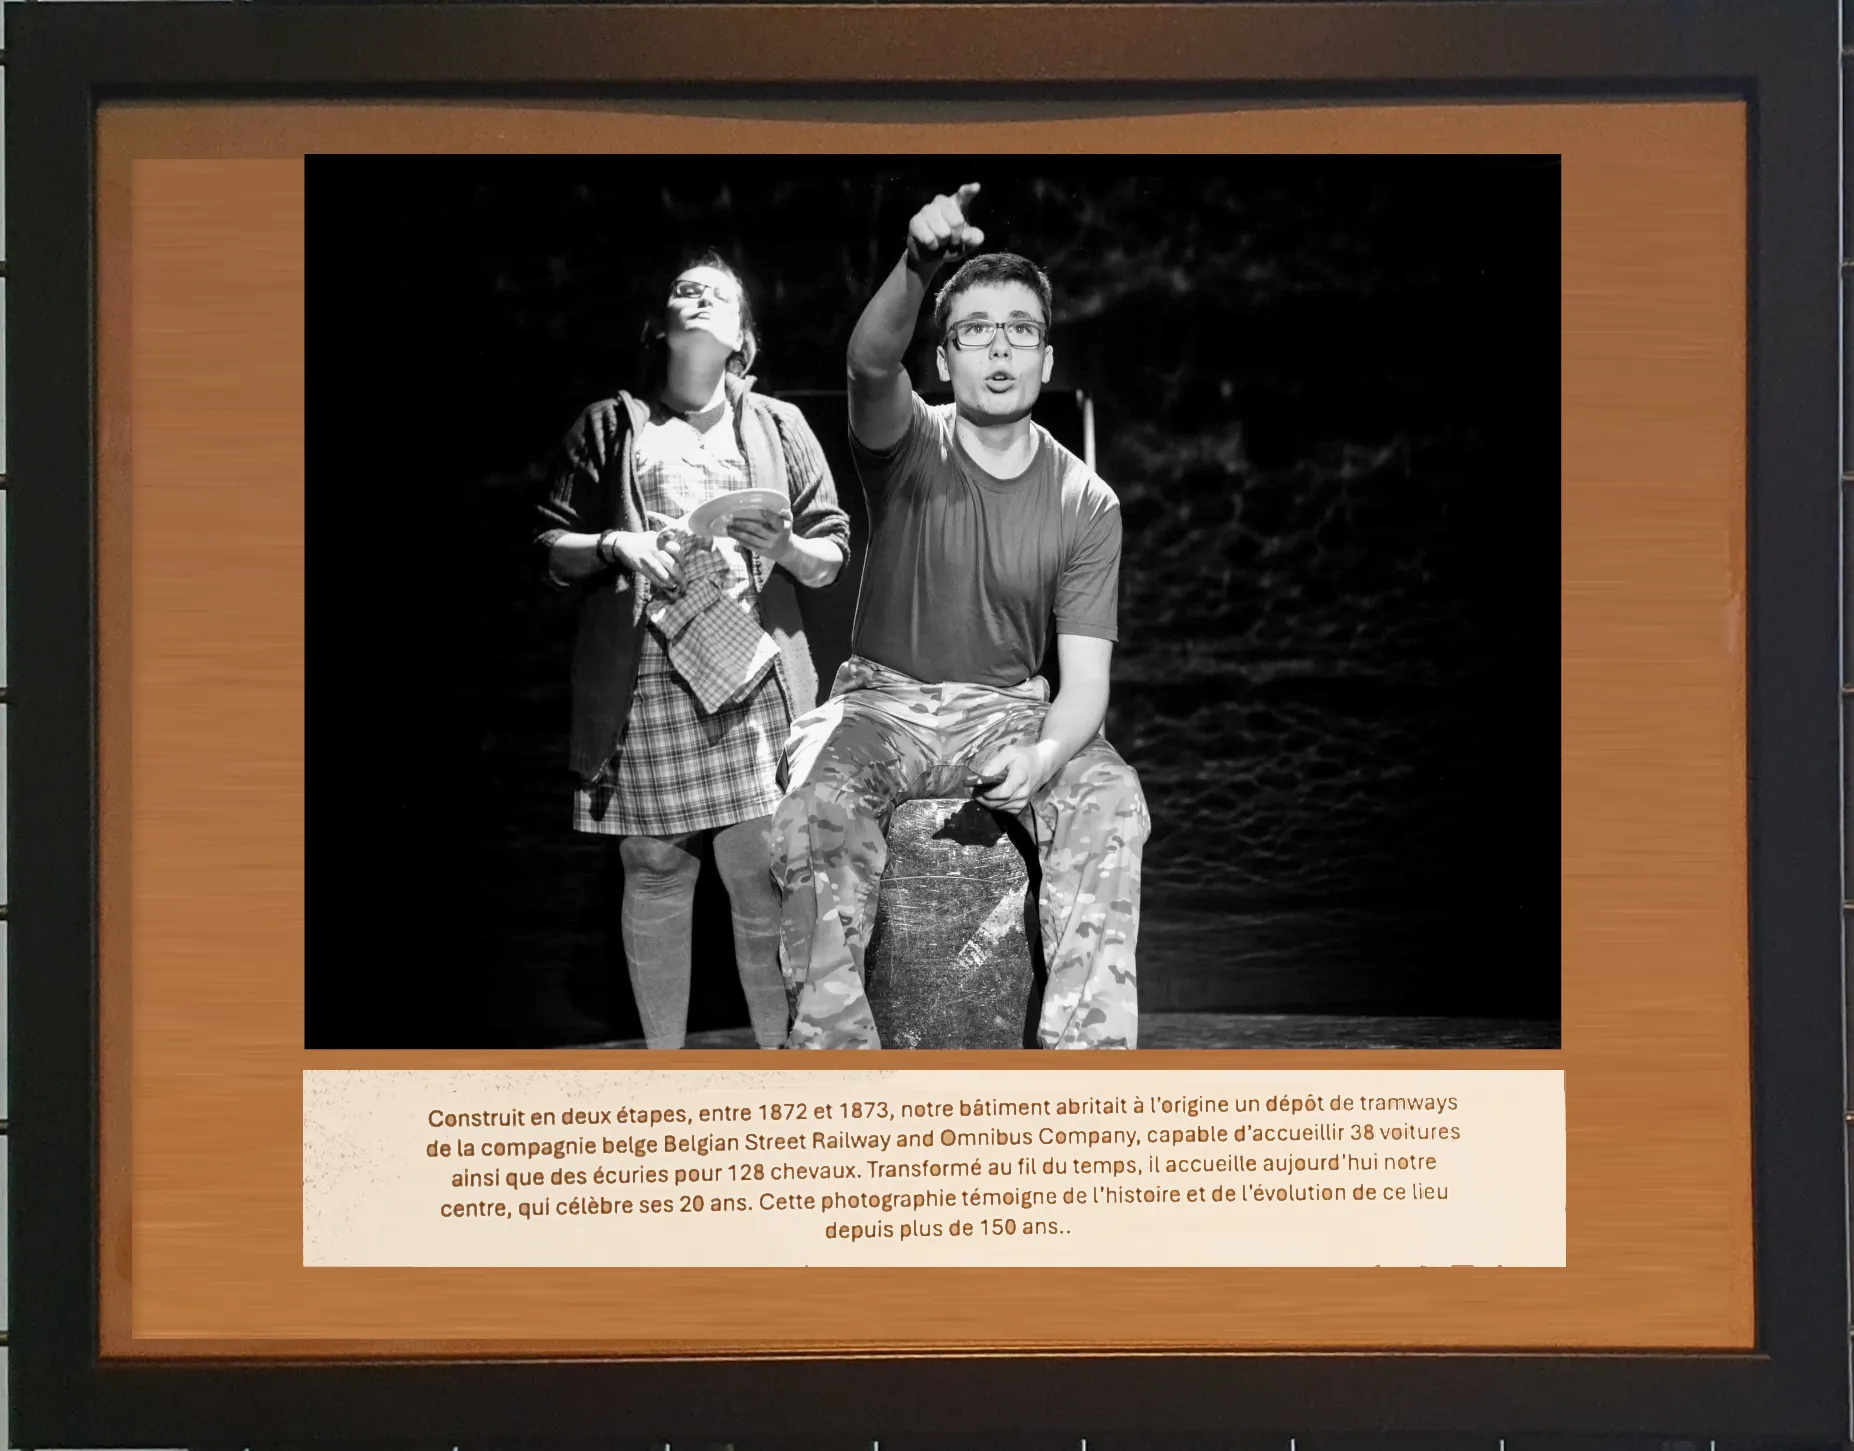 Construit en deux étapes, entre 1872 et 1873, notre bâtiment abritait à l'origine un dépôt de tramways
de la compagnie belge Belgian Street Railway and Omnibus Company, capable d'accueillir 38 voitures
ainsi que des écuries pour 128 chevaux. Transformé au fil du temps, il accueille aujourd'hui notre
centre, qui célèbre ses 20 ans. Cette photographie témoigne de l'histoire et de l'évolution de ce lieu
depuis plus de 150 ans..